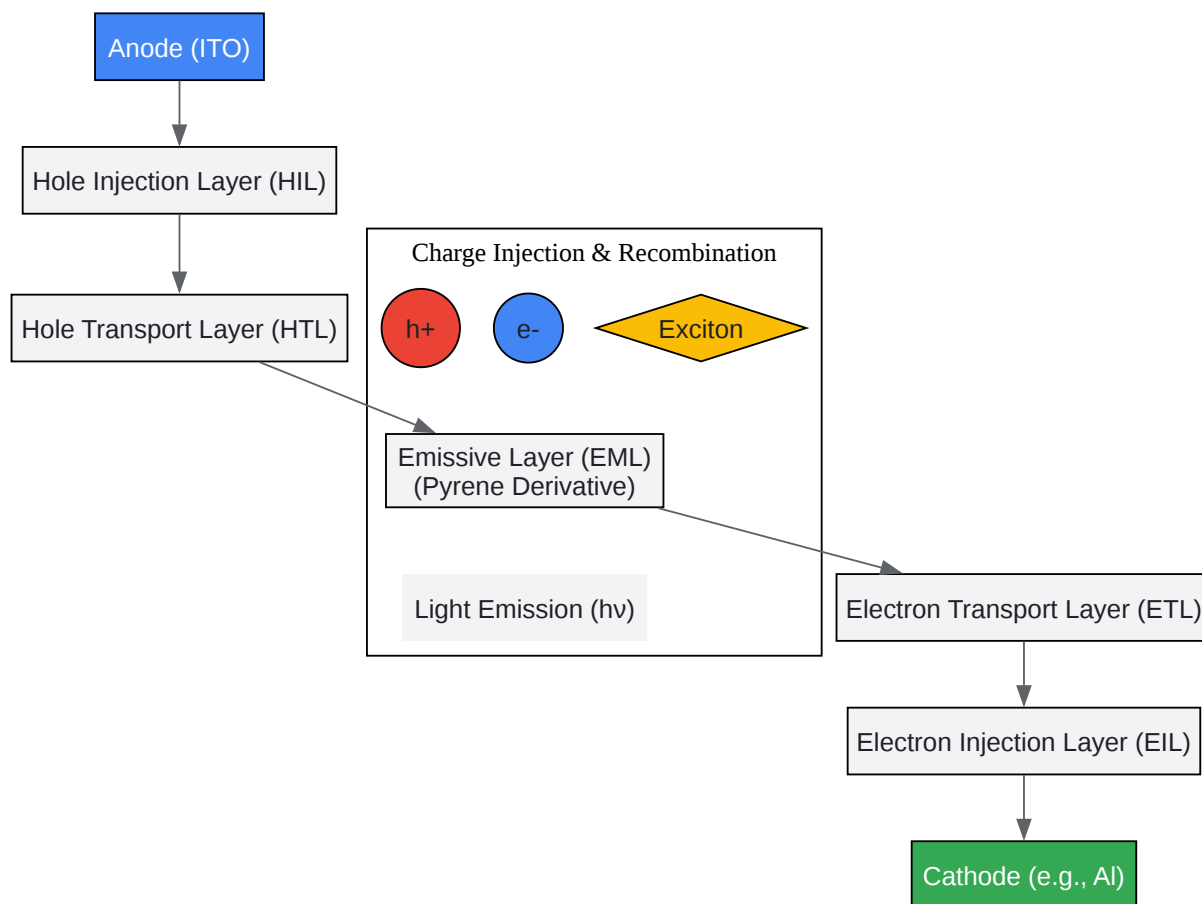 Anode (ITO)
Hole Injection Layer (HIL)
Charge Injection & Recombination
Hole Transport Layer (HTL)
h+
e-
Exciton
Emissive Layer (EML)
(Pyrene Derivative)
Light Emission (hν)
Electron Transport Layer (ETL)
Electron Injection Layer (EIL)
Cathode (e.g., Al)